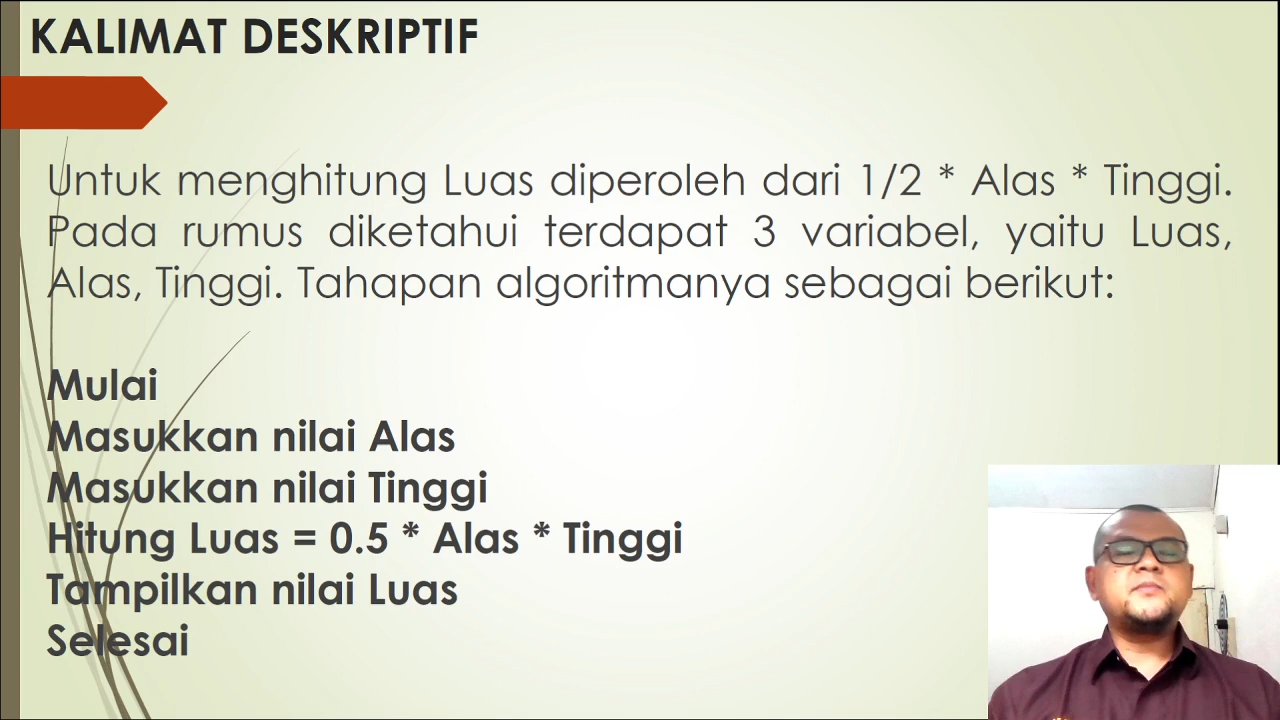 KALIMAT DESKRIPTIF
Untuk menghitung Luas diperoleh dari 1/2 * Alas * Tinggi.
Pada rumus diketahui terdapat 3 variabel, yaitu Luas,
Alas, Tinggi. Tahapan algoritmanya sebagai berikut:
Mulai
Masukkan nilai Alas
Masukkan nilai Tinggi
Hitung Luas = 0.5 * Alas * Tinggi
Tampilkan nilai Luas
Selesai